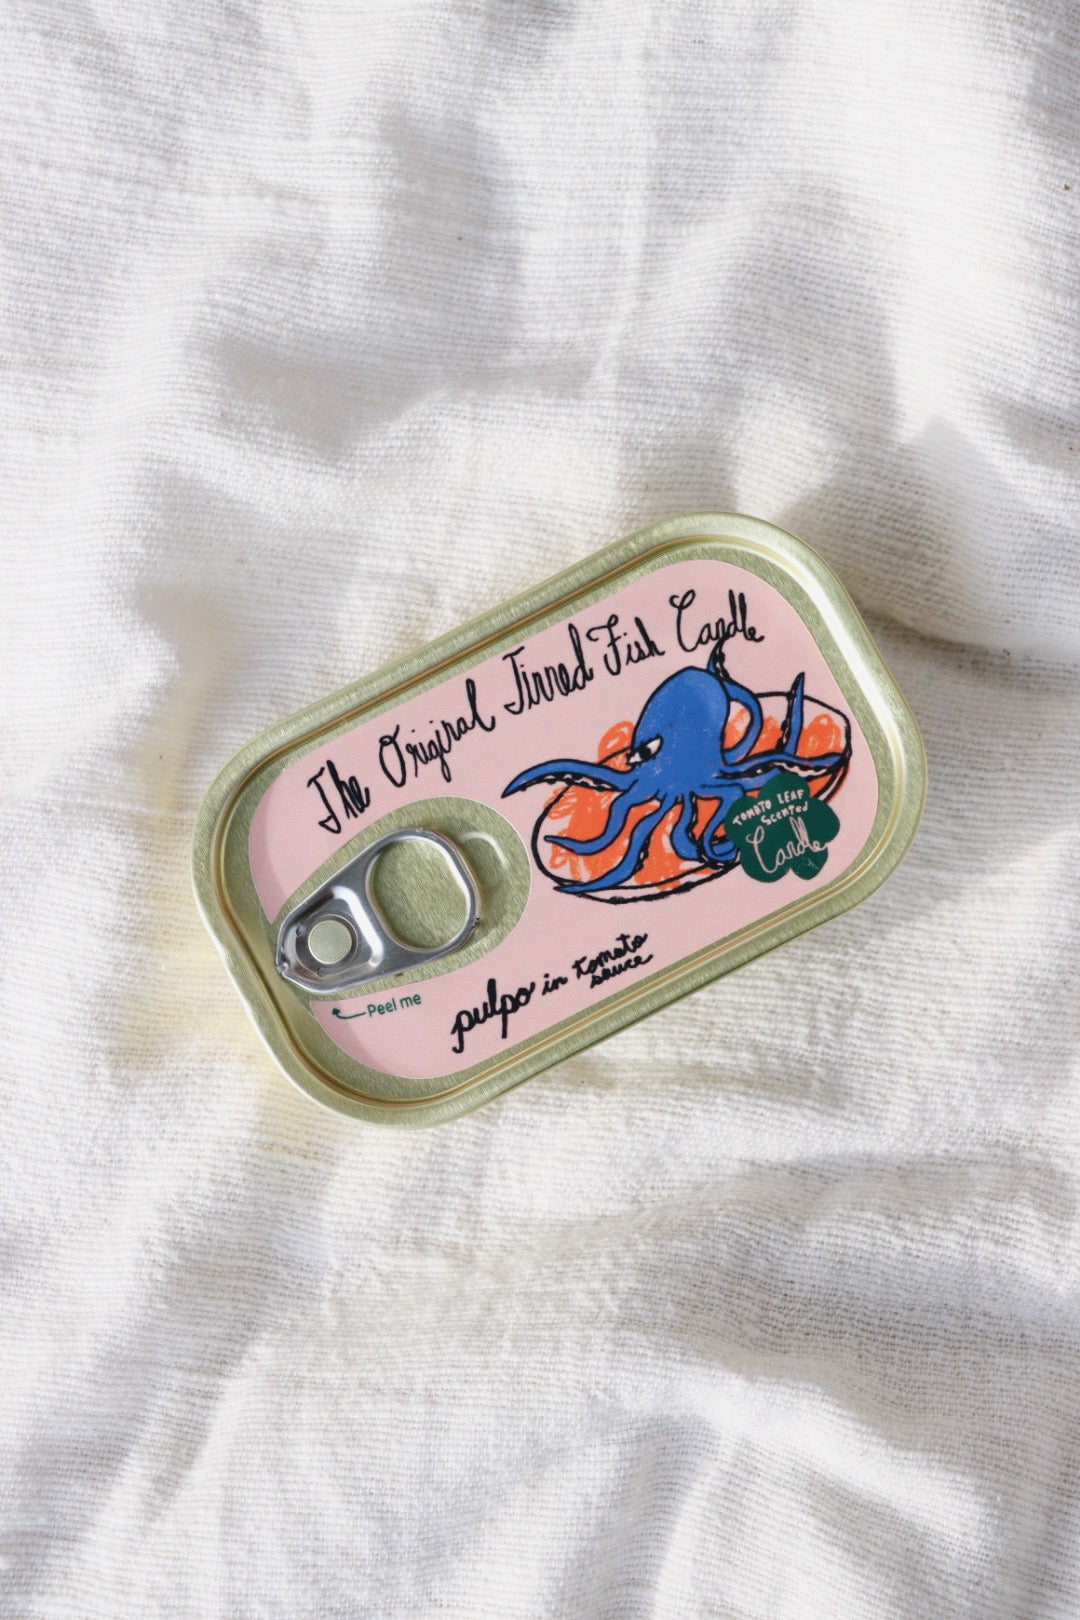 The Original Tinned Fish Candle
TOMATO LEAF
SCENTED
Candle
Peel me
pulpo in tomato
sauce